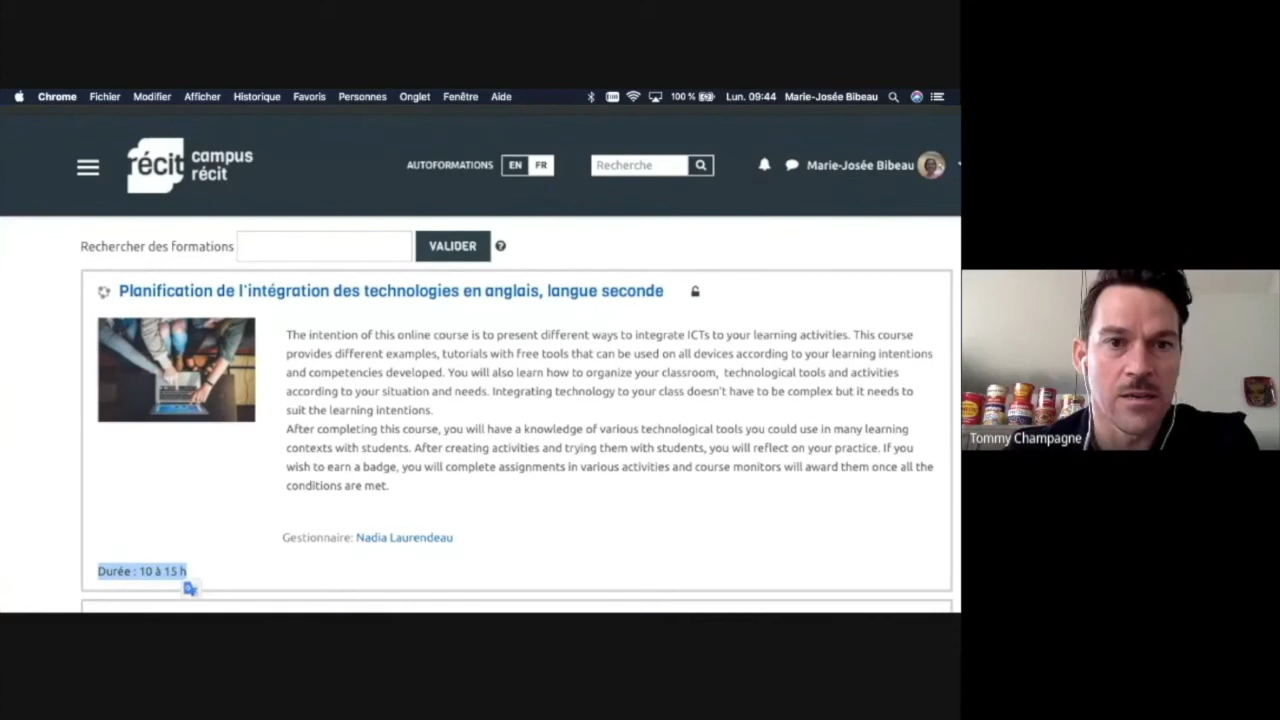 Chrome Fichier Modifier Afficher Historique Favoris Personnes Onglet Fenêtre Aide 100 % Lun. 09:44 Marie-Josée Bibeau
récit campus récit
AUTOFORMATIONS EN FR Recherche Marie-Josée Bibeau
Rechercher des formations VALIDER
Planification de l'intégration des technologies en anglais, langue seconde
The intention of this online course is to present different ways to integrate ICTs to your learning activities. This course
provides different examples, tutorials with free tools that can be used on all devices according to your learning intentions
and competencies developed. You will also learn how to organize your classroom, technological tools and activities
according to your situation and needs. Integrating technology to your class doesn't have to be complex but it needs to
suit the learning intentions.
After completing this course, you will have a knowledge of various technological tools you could use in many learning
contexts with students. After creating activities and trying them with students, you will reflect on your practice. If you
wish to earn a badge, you will complete assignments in various activities and course monitors will award them once all the
conditions are met.
Gestionnaire: Nadia Laurendeau
Durée : 10 à 15 h
Tommy Champagne